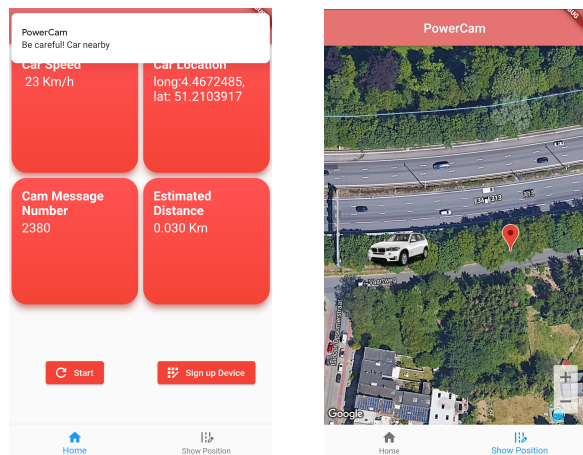 PowerCam
Be careful! Car nearby
Car Speed
23 Km/h
Car Location
long:4.4672485,
lat: 51.2103917
Cam Message
Number
2380
Estimated
Distance
0.030 Km
Start
Sign up Device
Home
Show Position
PowerCam
E34
E313
Google
Home
Show Position